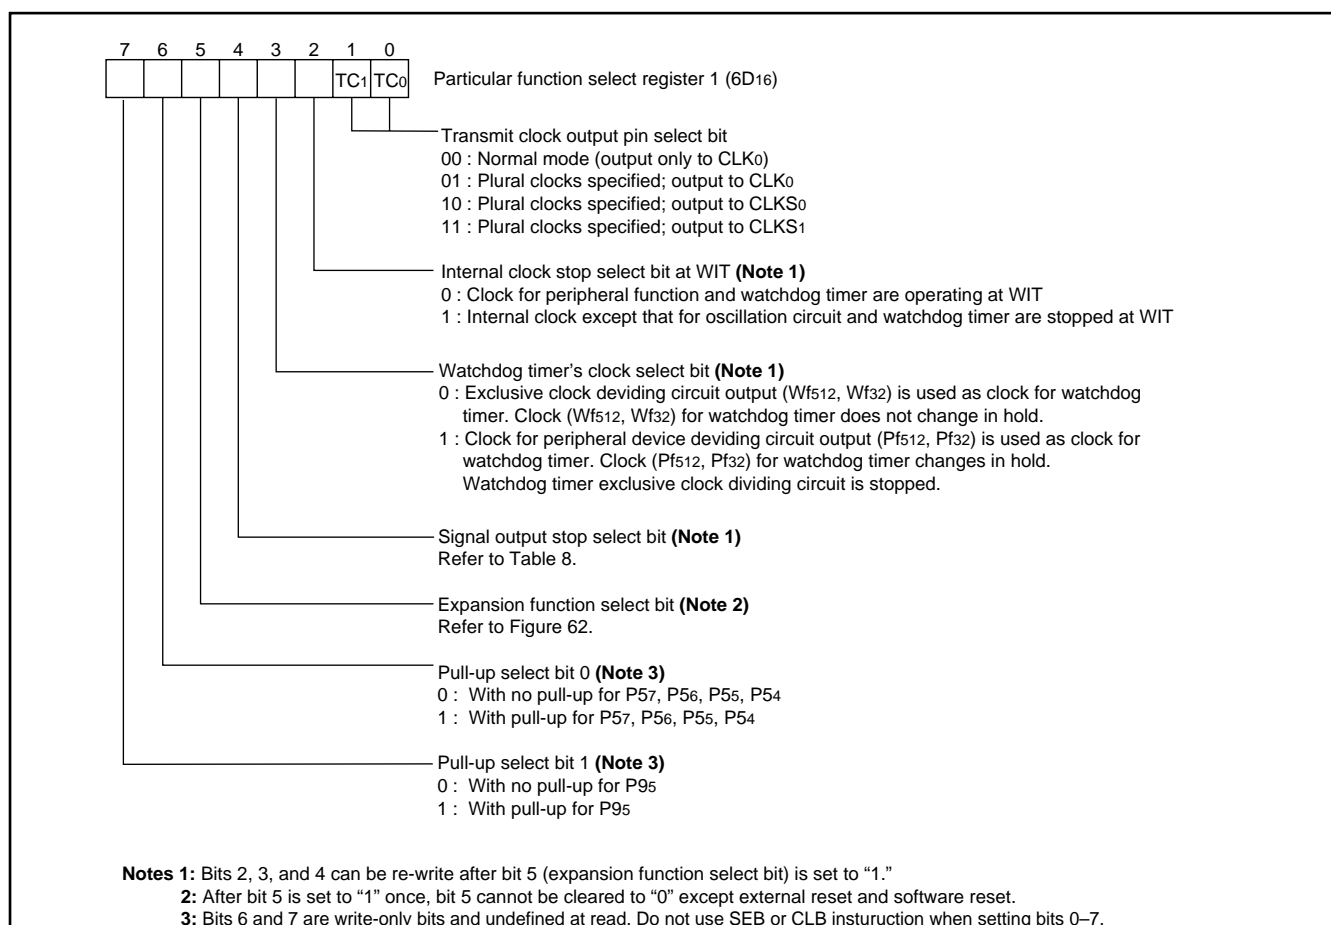 7 6 5 4 3 2 1 0
TC1 TC0 Particular function select register 1 (6D16)
Transmit clock output pin select bit
00 : Normal mode (output only to CLK0)
01 : Plural clocks specified; output to CLK0
10 : Plural clocks specified; output to CLKS0
11 : Plural clocks specified; output to CLKS1
Internal clock stop select bit at WIT (Note 1)
0 : Clock for peripheral function and watchdog timer are operating at WIT
1 : Internal clock except that for oscillation circuit and watchdog timer are stopped at WIT
Watchdog timer’s clock select bit (Note 1)
0 : Exclusive clock deviding circuit output (Wf512, Wf32) is used as clock for watchdog
timer. Clock (Wf512, Wf32) for watchdog timer does not change in hold.
1 : Clock for peripheral device deviding circuit output (Pf512, Pf32) is used as clock for
watchdog timer. Clock (Pf512, Pf32) for watchdog timer changes in hold.
Watchdog timer exclusive clock dividing circuit is stopped.
Signal output stop select bit (Note 1)
Refer to Table 8.
Expansion function select bit (Note 2)
Refer to Figure 62.
Pull-up select bit 0 (Note 3)
0 : With no pull-up for P57, P56, P55, P54
1 : With pull-up for P57, P56, P55, P54
Pull-up select bit 1 (Note 3)
0 : With no pull-up for P95
1 : With pull-up for P95
Notes 1: Bits 2, 3, and 4 can be re-write after bit 5 (expansion function select bit) is set to “1.”
2: After bit 5 is set to “1” once, bit 5 cannot be cleared to “0” except external reset and software reset.
3: Bits 6 and 7 are write-only bits and undefined at read. Do not use SEB or CLB insturuction when setting bits 0–7.